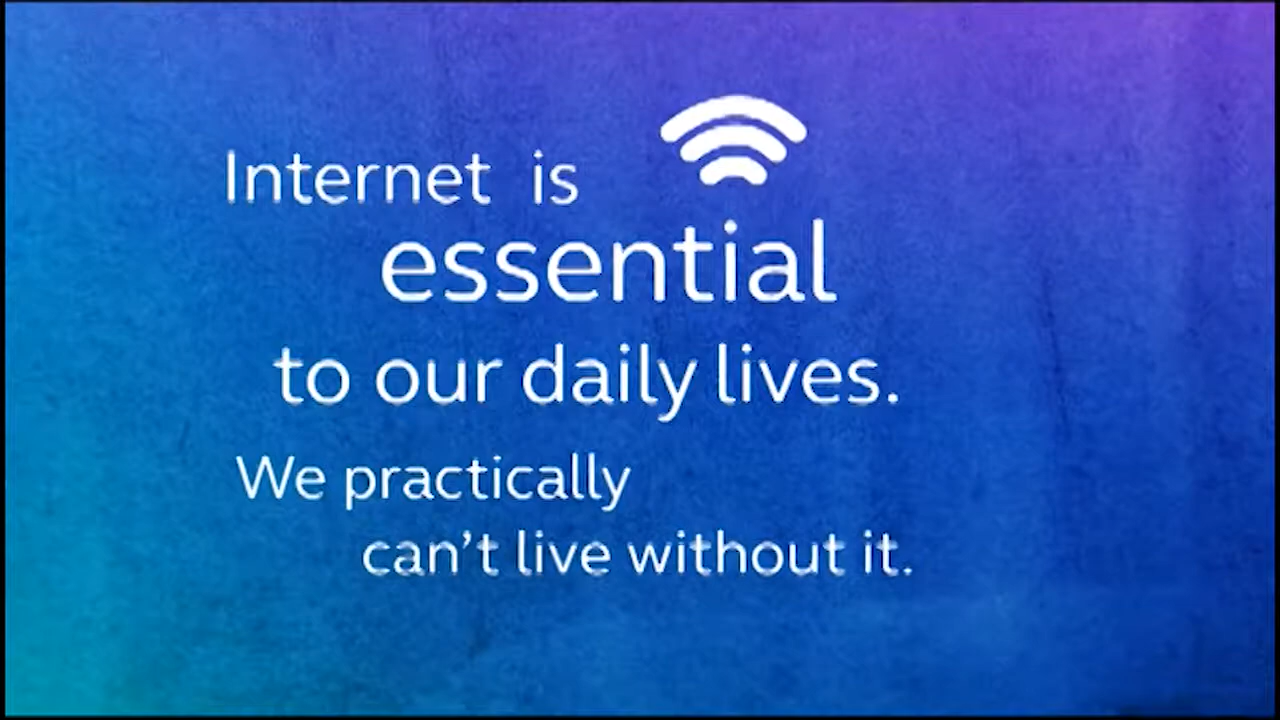 Internet is
essential
to our daily lives.
We practically
can’t live without it.